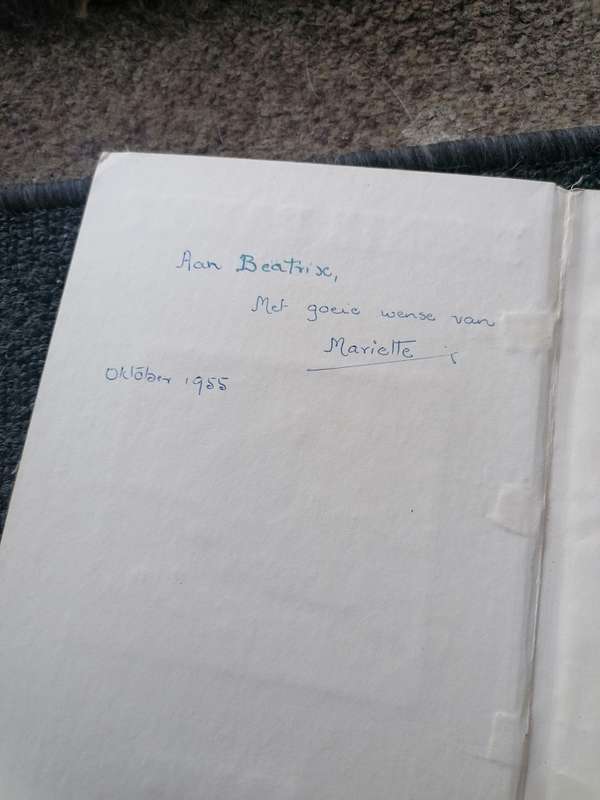 Aan Beatrix,
Met goeie wense van
Mariette
Oktober 1955